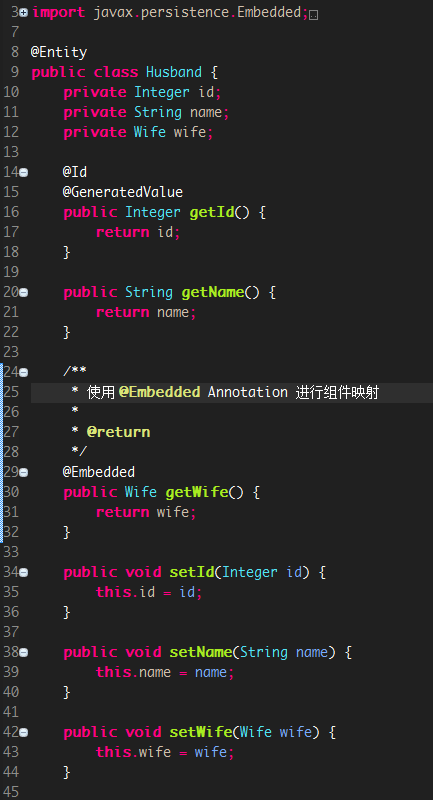 3 import javax.persistence.Embedded;
7
8 @Entity
9 public class Husband {
10     private Integer id;
11     private String name;
12     private Wife wife;
13
14     @Id
15     @GeneratedValue
16     public Integer getId() {
17         return id;
18     }
19
20     public String getName() {
21         return name;
22     }
23
24     /**
25      * 使用 @Embedded Annotation 进行组件映射
26      *
27      * @return
28      */
29     @Embedded
30     public Wife getWife() {
31         return wife;
32     }
33
34     public void setId(Integer id) {
35         this.id = id;
36     }
37
38     public void setName(String name) {
39         this.name = name;
40     }
41
42     public void setWife(Wife wife) {
43         this.wife = wife;
44     }
45